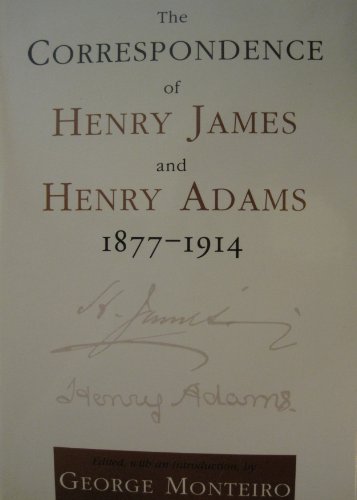 The
CORRESPONDENCE
of
HENRY JAMES
and
HENRY ADAMS
1877–1914
H. James
Henry Adams.
Edited, with an Introduction, by
GEORGE MONTEIRO